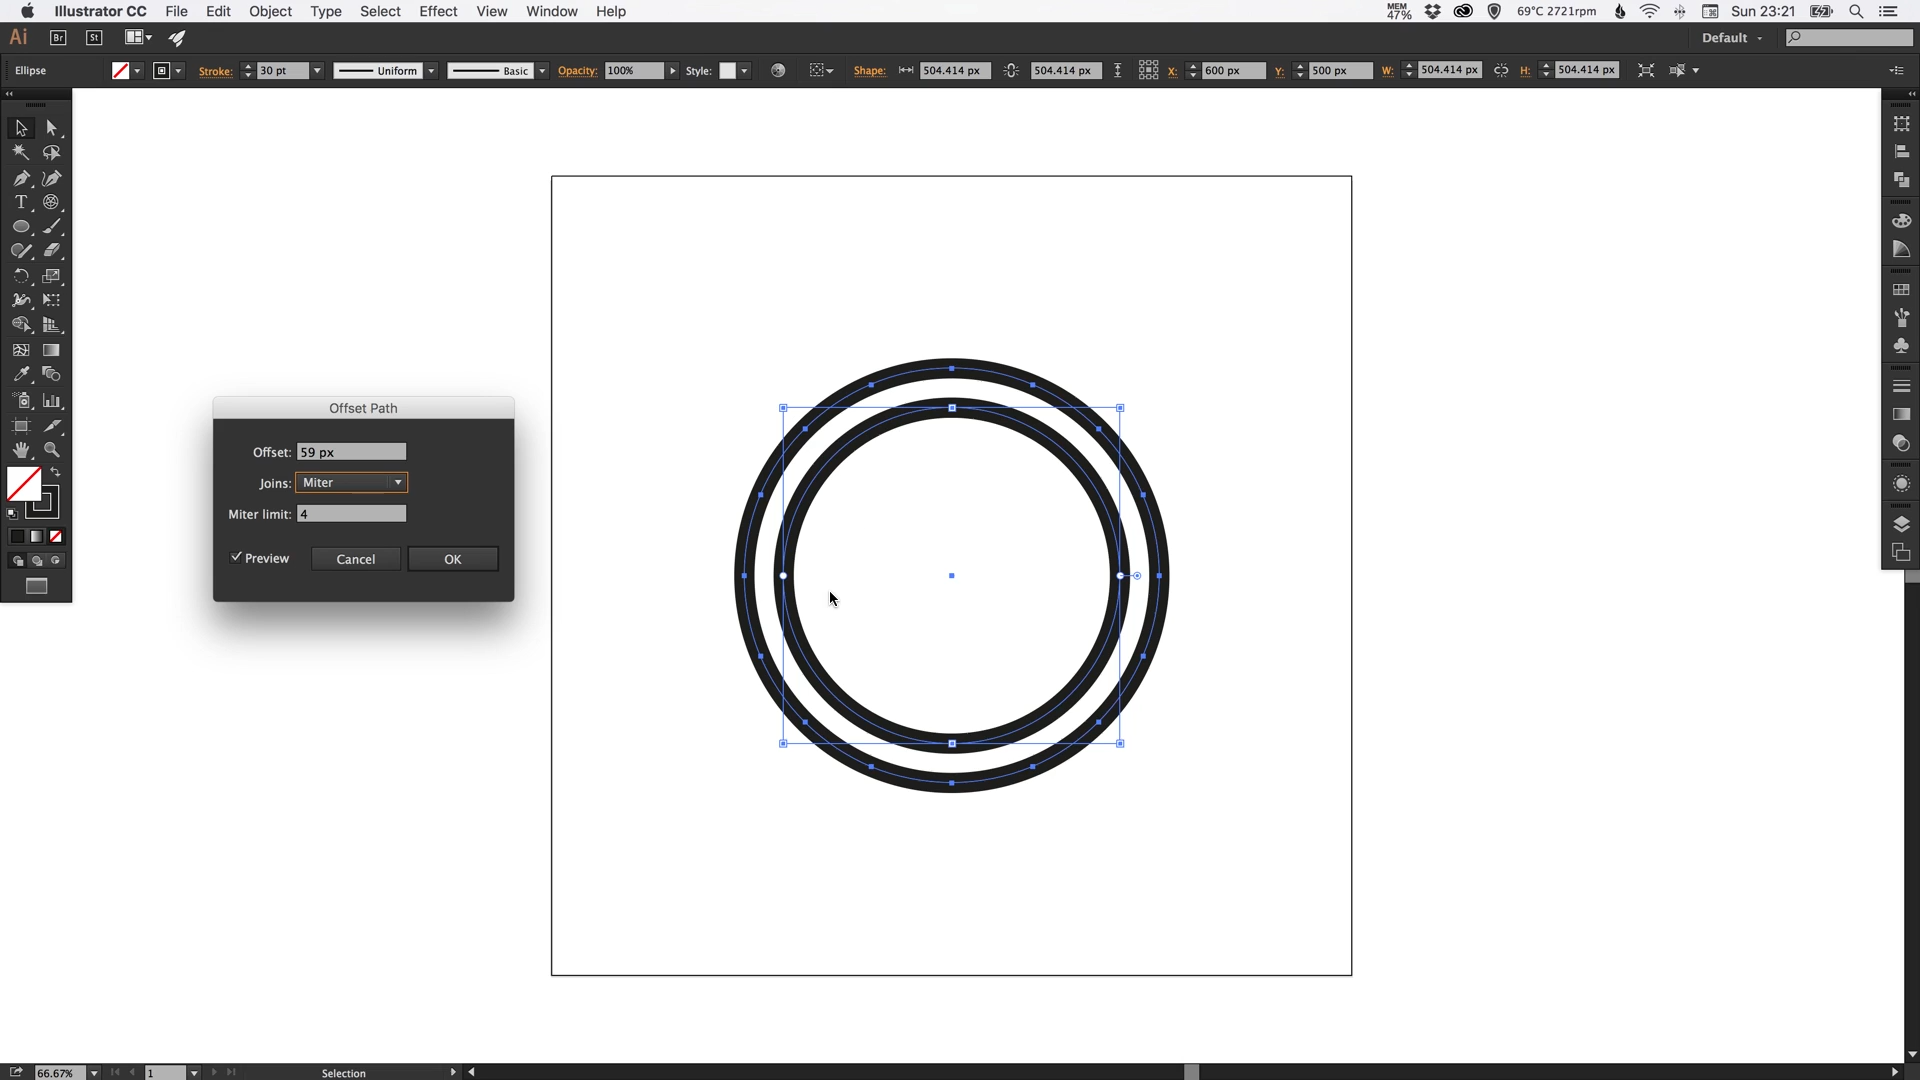 Illustrator CC File Edit Object Type Select Effect View Window Help MEM 47% 69°C 2721rpm Sun 23:21
Ai Br St Default
Ellipse Stroke: 30 pt Uniform Basic Opacity: 100% Style: Shape: 504.414 px 504.414 px X: 600 px Y: 500 px W: 504.414 px H: 504.414 px
T
Offset Path
Offset: 59 px
Joins: Miter
Miter limit: 4
Preview Cancel OK
66.67% 1 Selection